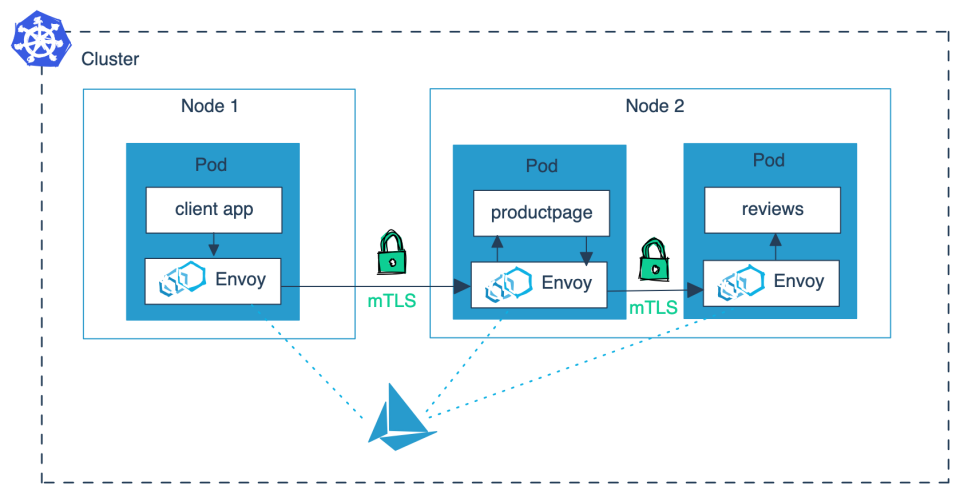 Cluster
Node 1
Node 2
Pod
client app
Envoy
mTLS
Pod
productpage
Envoy
mTLS
Pod
reviews
Envoy